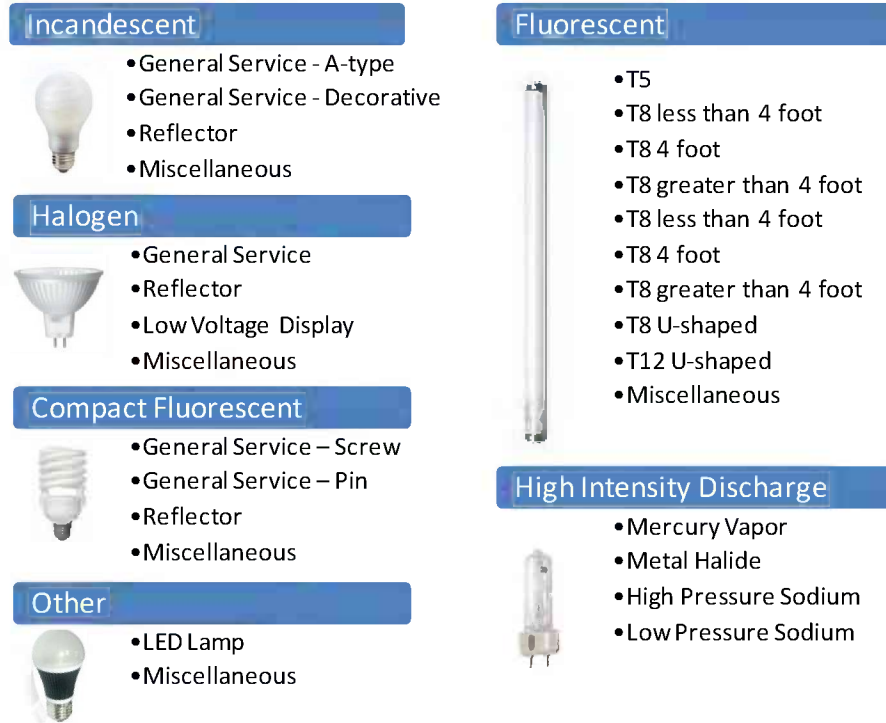 Incandescent
•General Service - A-type
•General Service - Decorative
•Reflector
•Miscellaneous
Halogen
•General Service
•Reflector
•Low Voltage Display
•Miscellaneous
Compact Fluorescent
•General Service – Screw
•General Service – Pin
•Reflector
•Miscellaneous
Other
•LED Lamp
•Miscellaneous
Fluorescent
•T5
•T8 less than 4 foot
•T8 4 foot
•T8 greater than 4 foot
•T8 less than 4 foot
•T8 4 foot
•T8 greater than 4 foot
•T8 U-shaped
•T12 U-shaped
•Miscellaneous
High Intensity Discharge
•Mercury Vapor
•Metal Halide
•High Pressure Sodium
•Low Pressure Sodium